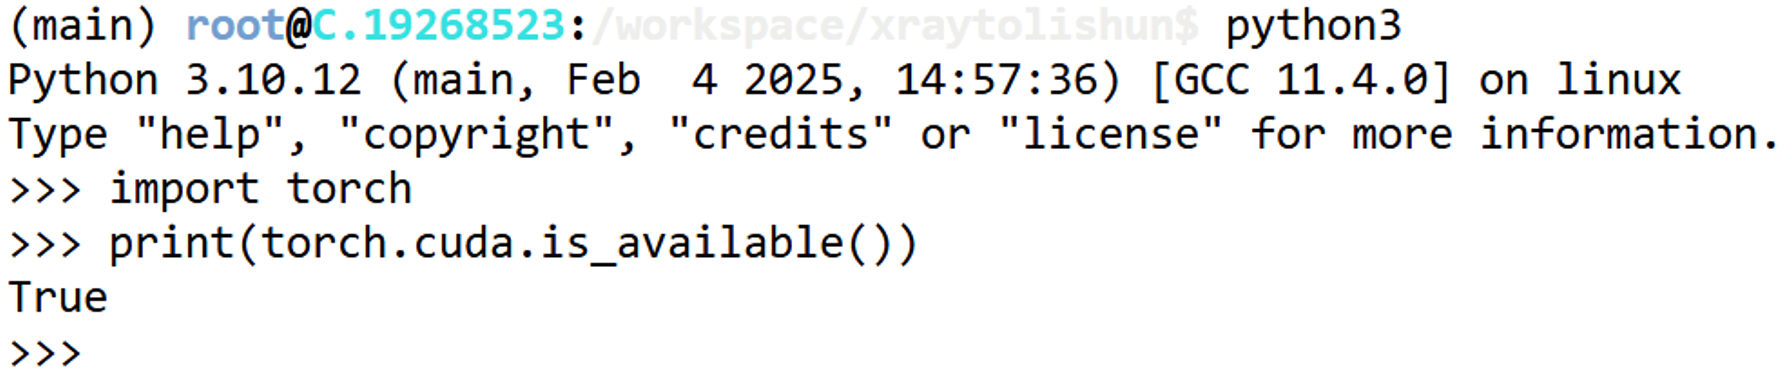 (main) root@C.19268523:/workspace/xraytolishun$ python3
Python 3.10.12 (main, Feb  4 2025, 14:57:36) [GCC 11.4.0] on linux
Type "help", "copyright", "credits" or "license" for more information.
>>> import torch
>>> print(torch.cuda.is_available())
True
>>>